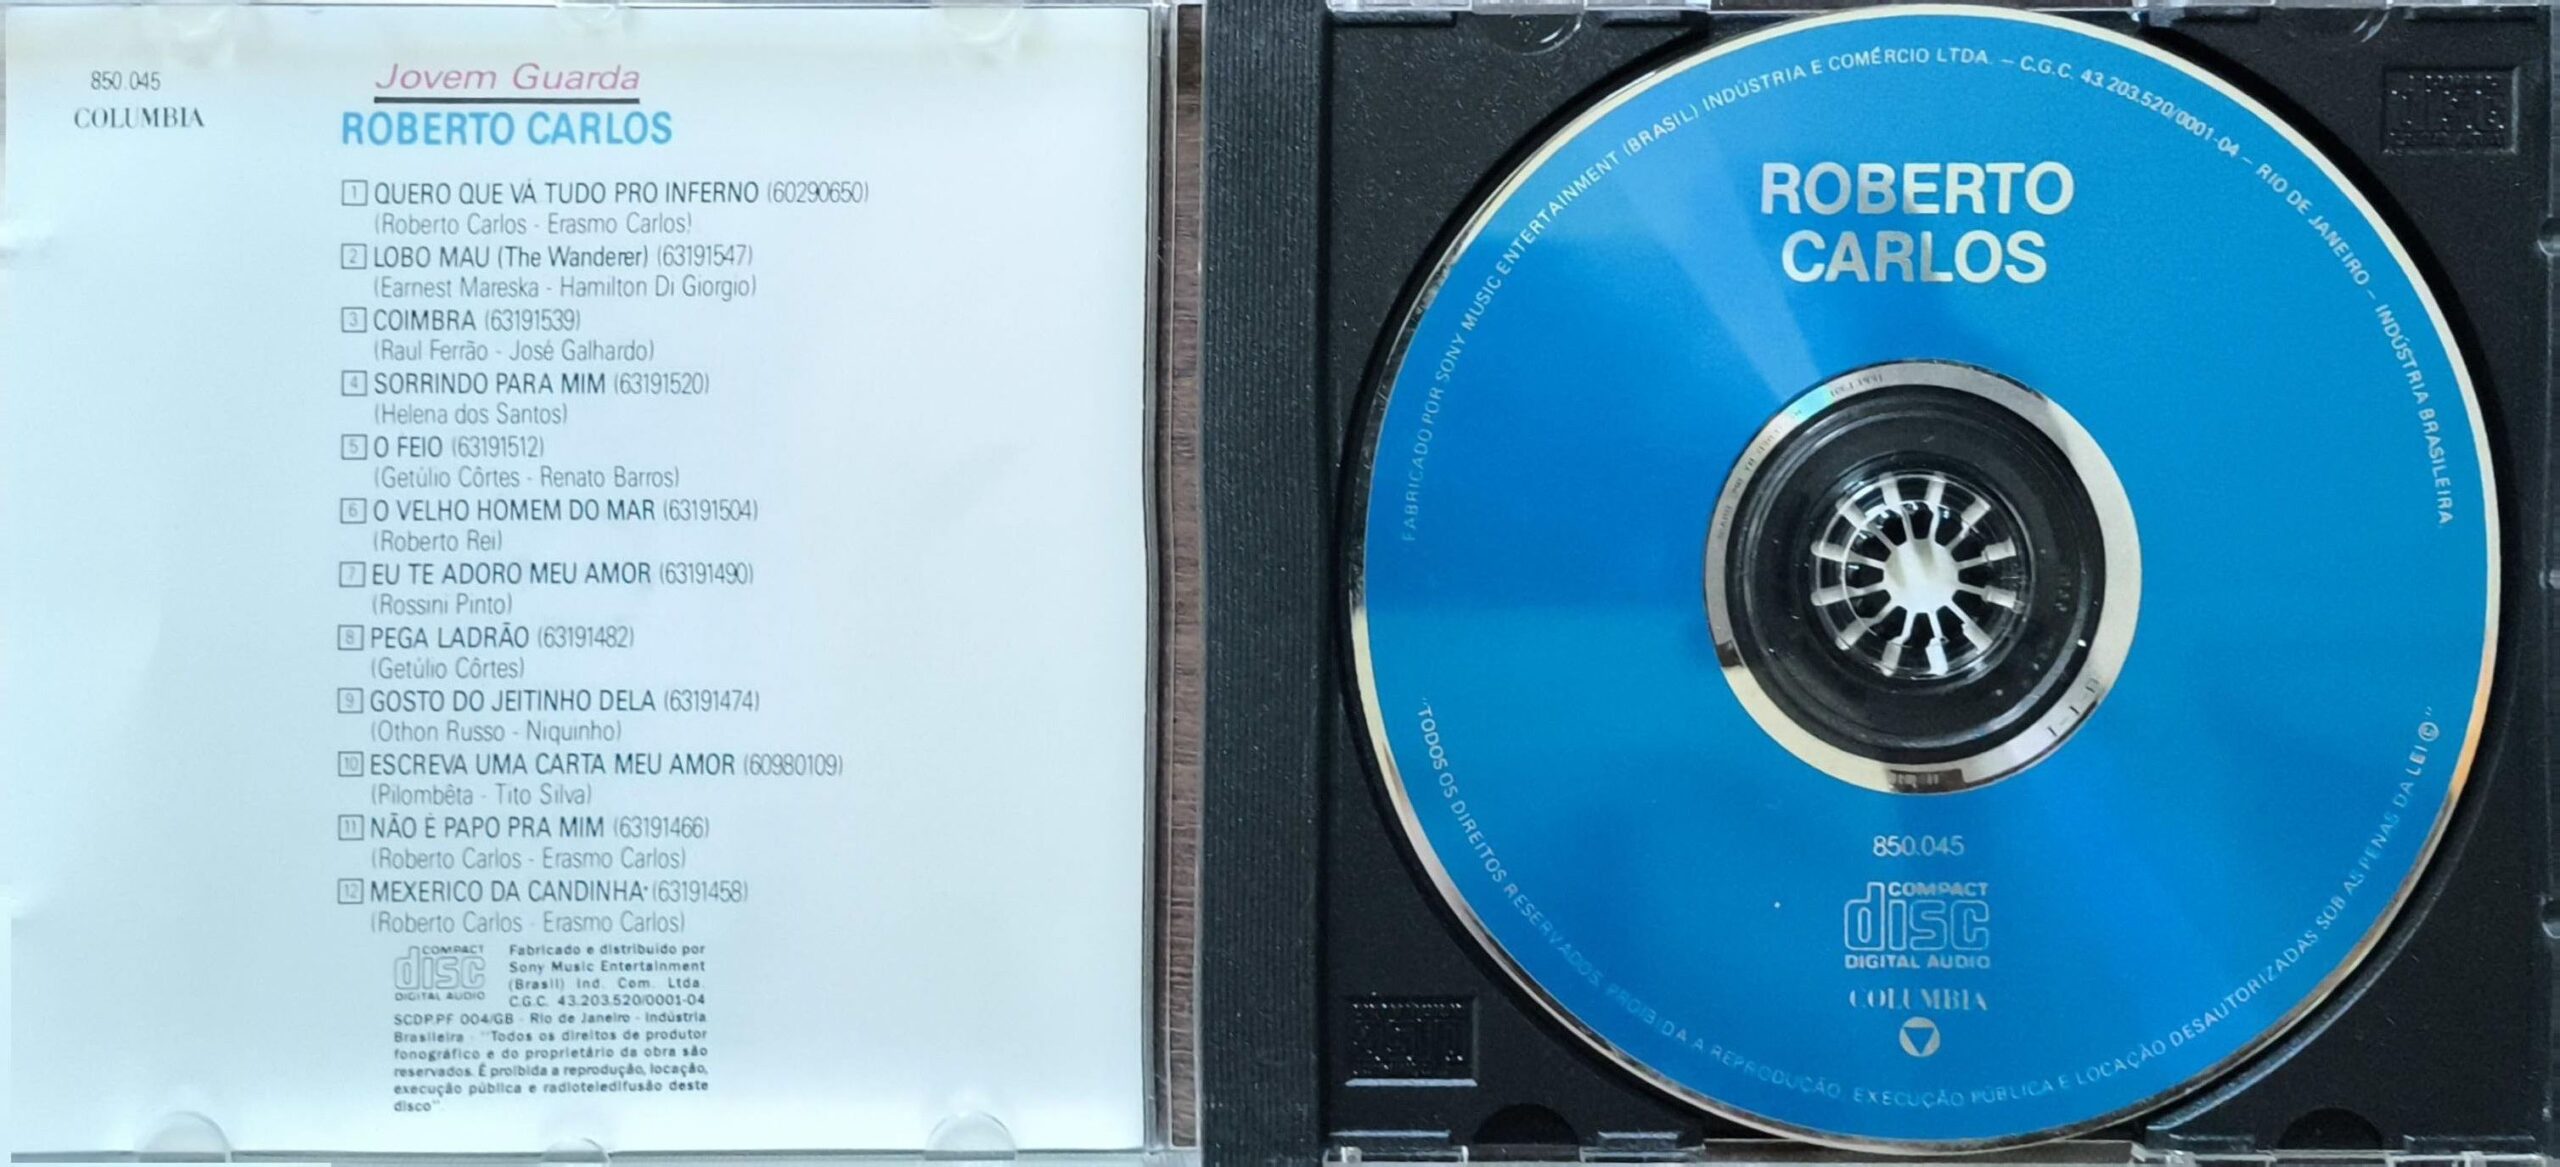 850.045
COLUMBIA
Jovem Guarda
ROBERTO CARLOS
1 QUERO QUE VÁ TUDO PRO INFERNO (60290650)
(Roberto Carlos - Erasmo Carlos)
2 LOBO MAU (The Wanderer) (63191547)
(Earnest Mareska - Hamilton Di Giorgio)
3 COIMBRA (63191539)
(Raul Ferrão - José Galhardo)
4 SORRINDO PARA MIM (63191520)
(Helena dos Santos)
5 O FEIO (63191512)
(Getúlio Côrtes - Renato Barros)
6 O VELHO HOMEM DO MAR (63191504)
(Roberto Rei)
7 EU TE ADORO MEU AMOR (63191490)
(Rossini Pinto)
8 PEGA LADRÃO (63191482)
(Getúlio Côrtes)
9 GOSTO DO JEITINHO DELA (63191474)
(Othon Russo - Niquinho)
10 ESCREVA UMA CARTA MEU AMOR (60980109)
(Pilombêta - Tito Silva)
11 NÃO É PAPO PRA MIM (63191466)
(Roberto Carlos - Erasmo Carlos)
12 MEXERICO DA CANDINHA (63191458)
(Roberto Carlos - Erasmo Carlos)
COMPACT
disc
DIGITAL AUDIO
Fabricado e distribuído por
Sony Music Entertainment
(Brasil) Ind. Com. Ltda.
C.G.C. 43.203.520/0001-04
SCDP.PF 004/GB - Rio de Janeiro - Indústria
Brasileira - "Todos os direitos de produtor
fonográfico e do proprietário da obra são
reservados. É proibida a reprodução, locação,
execução pública e radioteledifusão deste
disco"
FABRICADO POR SONY MUSIC ENTERTAINMENT (BRASIL) INDÚSTRIA E COMÉRCIO LTDA. – C.G.C. 43.203.520/0001-04 – RIO DE JANEIRO – INDÚSTRIA BRASILEIRA
ROBERTO
CARLOS
850.045
COMPACT
disc
DIGITAL AUDIO
COLUMBIA
"TODOS OS DIREITOS RESERVADOS. PROIBIDA A REPRODUÇÃO, EXECUÇÃO PÚBLICA E LOCAÇÃO DESAUTORIZADAS SOB AS PENAS DA LEI ©"